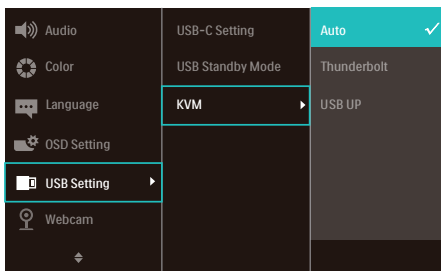 Audio
Color
Language
OSD Setting
USB Setting
Webcam
USB-C Setting
USB Standby Mode
KVM
Auto
Thunderbolt
USB UP